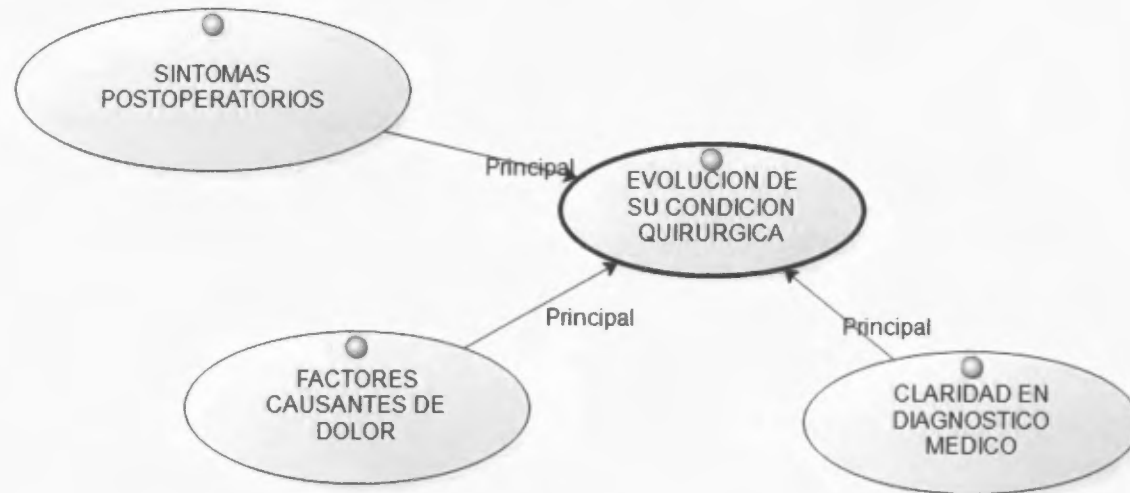 SINTOMAS
POSTOPERATORIOS
Principal
EVOLUCION DE
SU CONDICION
QUIRURGICA
Principal
Principal
FACTORES
CAUSANTES DE
DOLOR
CLARIDAD EN
DIAGNOSTICO
MEDICO